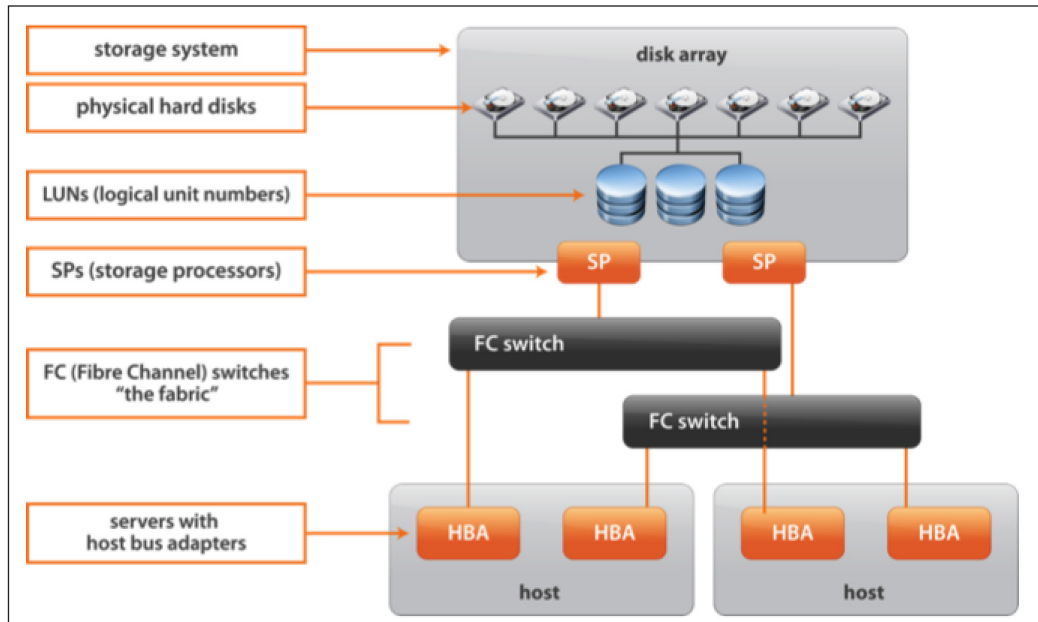 storage system
disk array
physical hard disks
LUNs (logical unit numbers)
SPs (storage processors)
SP
SP
FC switch
FC (Fibre Channel) switches
“the fabric”
FC switch
servers with
host bus adapters
HBA
HBA
HBA
HBA
host
host